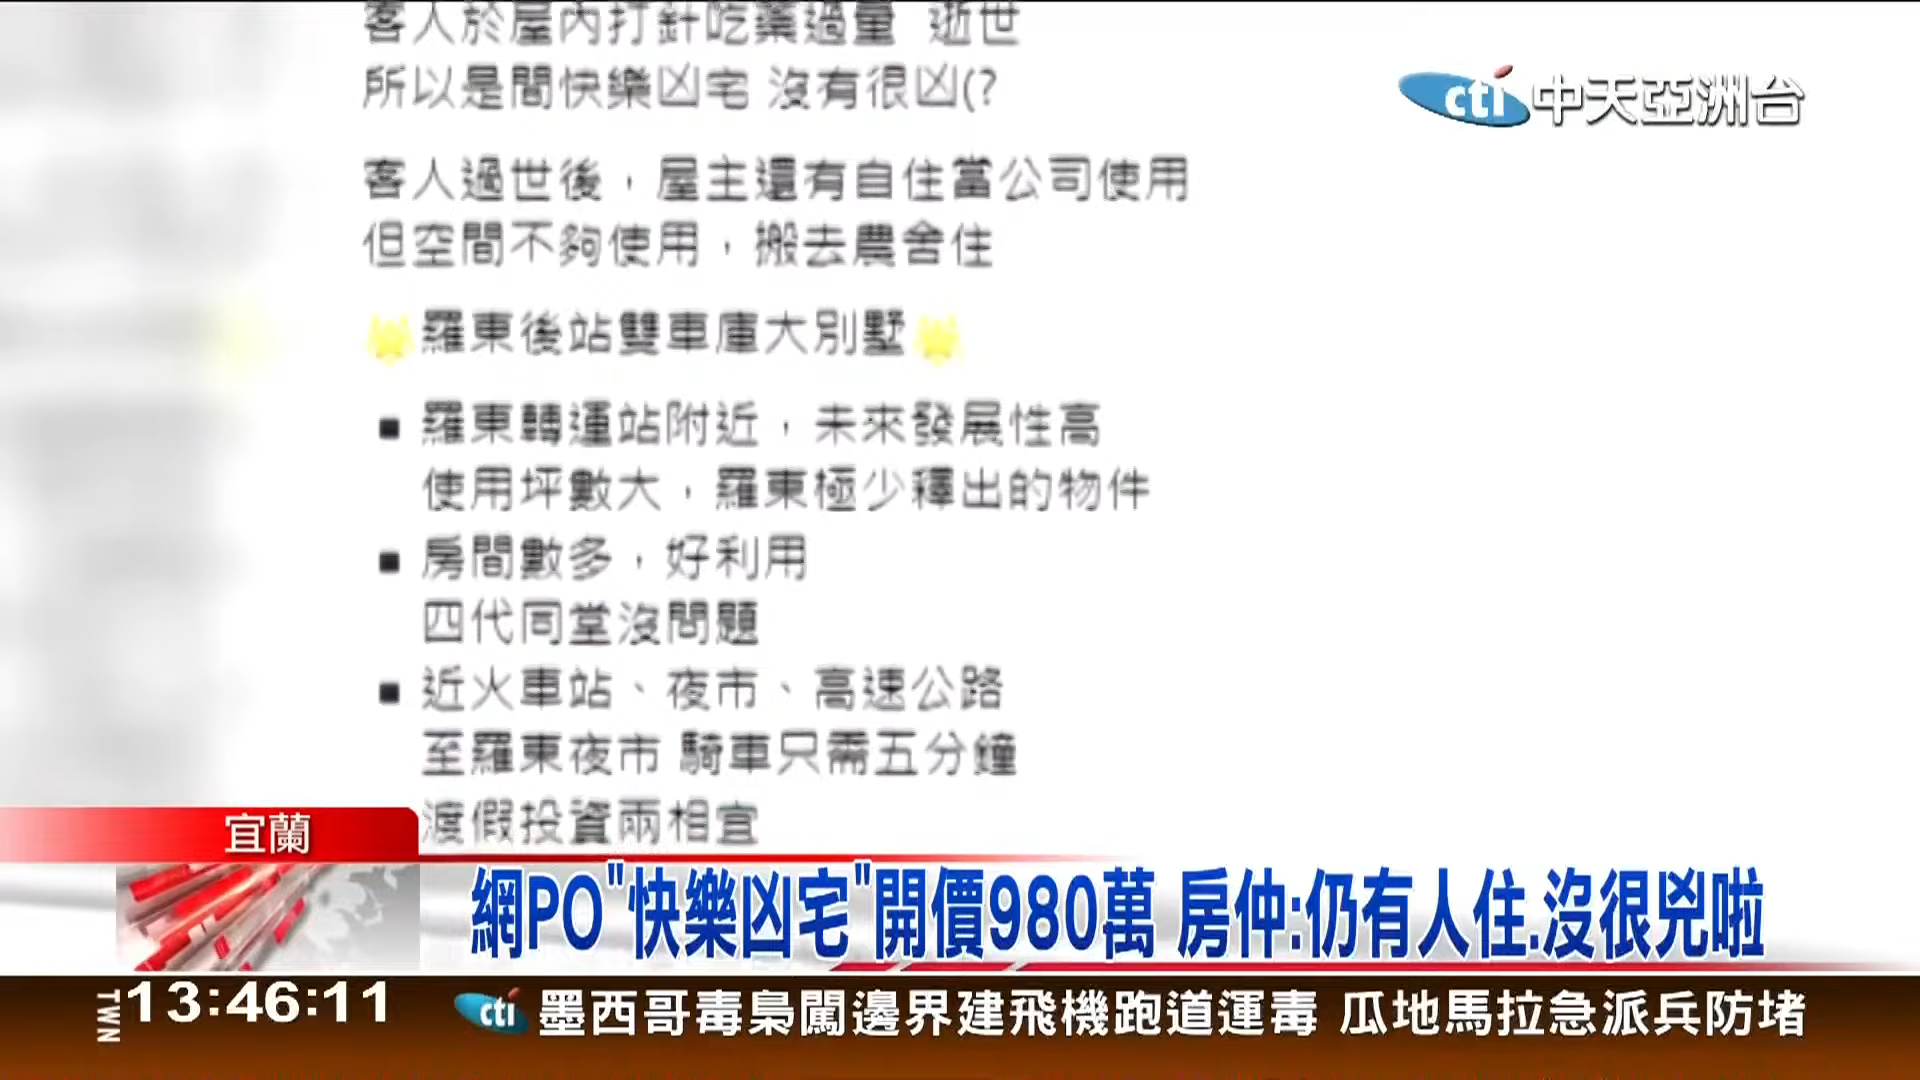 客人於屋內打針吃藥過量 逝世
所以是間快樂凶宅 沒有很凶(?
cti 中天亞洲台
客人過世後，屋主還有自住當公司使用
但空間不夠使用，搬去農舍住
羅東後站雙車庫大別墅
▪ 羅東轉運站附近，未來發展性高
使用坪數大，羅東極少釋出的物件
▪ 房間數多，好利用
四代同堂沒問題
▪ 近火車站、夜市、高速公路
至羅東夜市 騎車只需五分鐘
渡假投資兩相宜
宜蘭
網PO"快樂凶宅"開價980萬 房仲:仍有人住.沒很兇啦
TWN 13:46:11
cti 墨西哥毒梟闖邊界建飛機跑道運毒 瓜地馬拉急派兵防堵